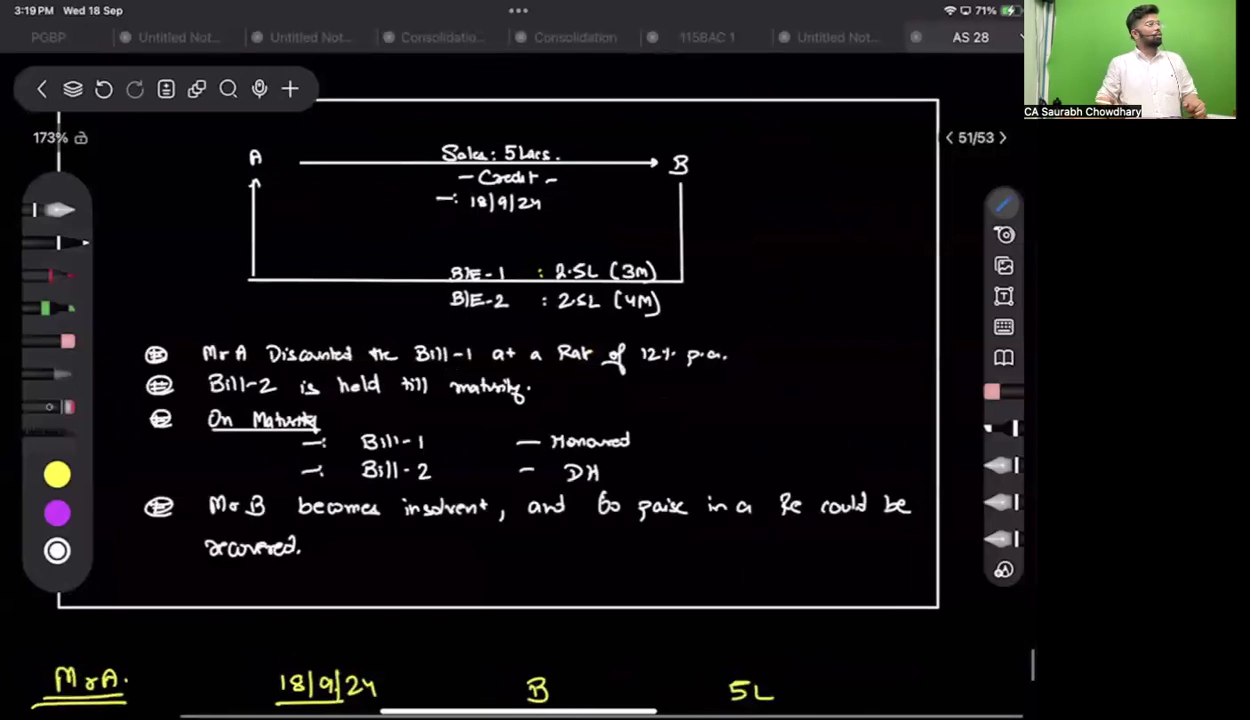 3:19 PM Wed 18 Sep
71%
PGBP
Untitled Not...
Untitled Not...
Consolidatio...
Consolidation
115BAC 1
Untitled Not...
AS 28
CA Saurabh Chowdhary
173%
51/53
A
Sales: 5 Lacs.
B
- Credit -
-: 18/9/24
B/E-1 : 2.5L (3M)
B/E-2 : 2.5L (4M)
Mr A Discounted the Bill-1 at a Rate of 12% p.a.
Bill-2 is held till maturity.
On Maturity
-: Bill-1 - Honoured
-: Bill-2 - DH
Mr B becomes insolvent, and 60 paise in a Re could be
recovered.
Mr A.
18/9/24
B
5L